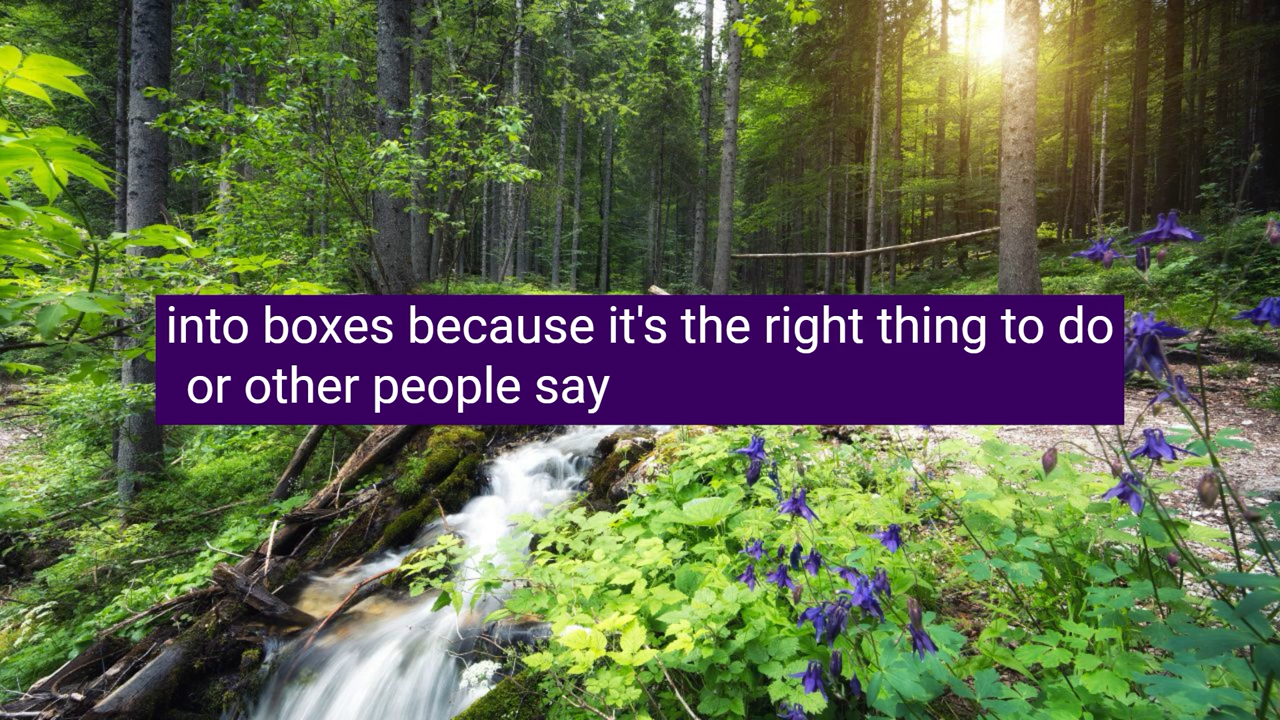 into boxes because it's the right thing to do
or other people say